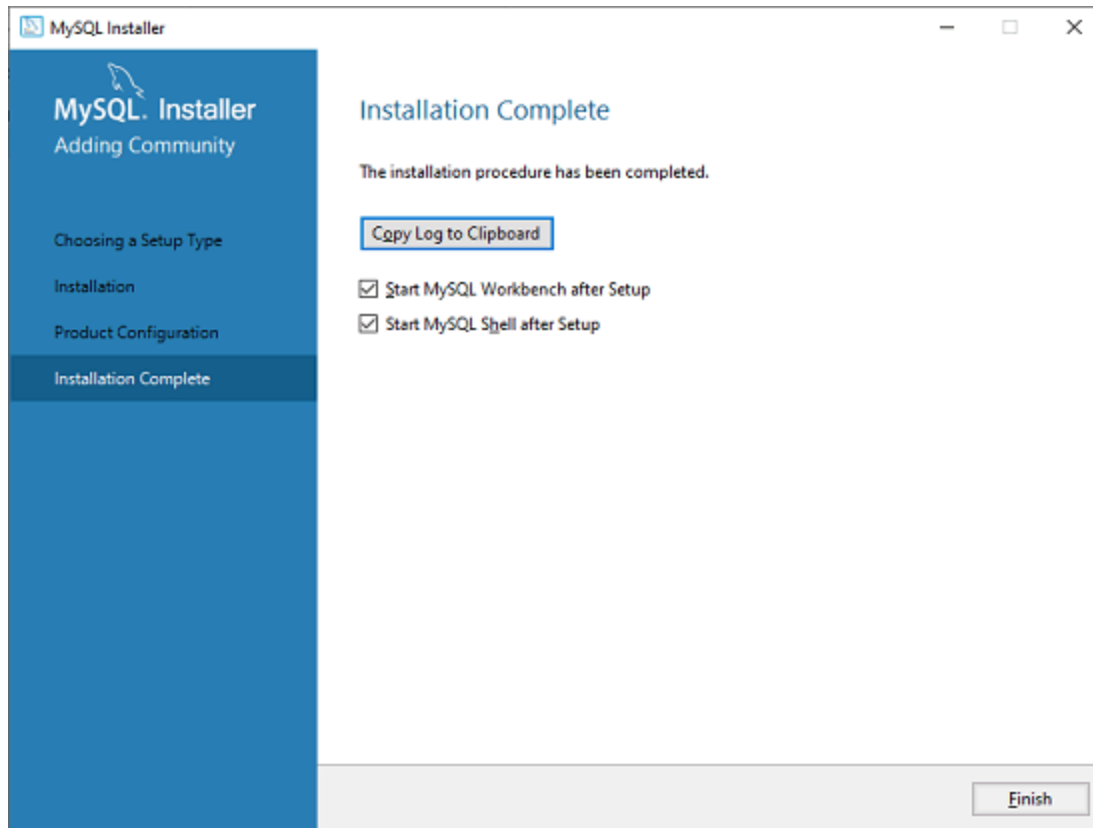 MySQL Installer
MySQL. Installer
Adding Community
Choosing a Setup Type
Installation
Product Configuration
Installation Complete
Installation Complete
The installation procedure has been completed.
Copy Log to Clipboard
Start MySQL Workbench after Setup
Start MySQL Shell after Setup
Finish